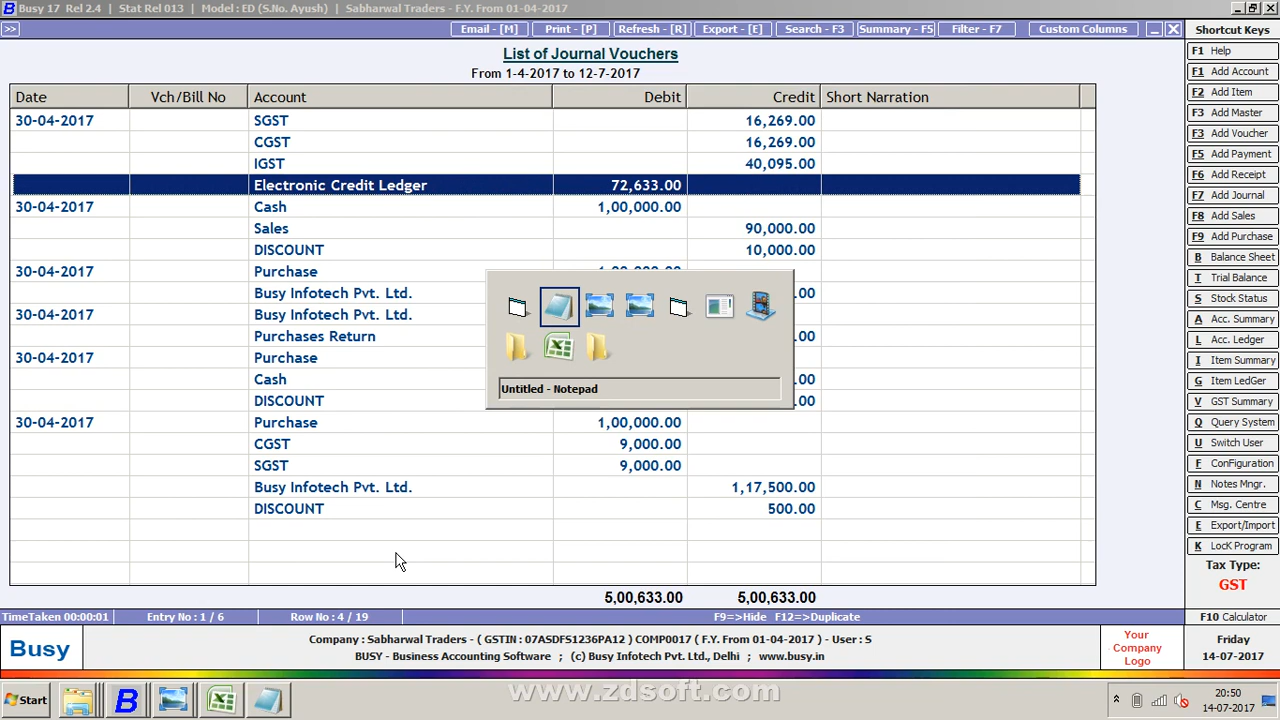 Busy 17 Rel 2.4 | Stat Rel 013 | Model : ED (S.No. Ayush) | Sabharwal Traders - F.Y. From 01-04-2017
>> Email - [M] Print - [P] Refresh - [R] Export - [E] Search - F3 Summary - F5 Filter - F7 Custom Columns
Shortcut Keys
List of Journal Vouchers
From 1-4-2017 to 12-7-2017
Date Vch/Bill No Account Debit Credit Short Narration
30-04-2017 SGST 16,269.00
CGST 16,269.00
IGST 40,095.00
Electronic Credit Ledger 72,633.00
30-04-2017 Cash 1,00,000.00
Sales 90,000.00
DISCOUNT 10,000.00
30-04-2017 Purchase
Busy Infotech Pvt. Ltd.
30-04-2017 Busy Infotech Pvt. Ltd.
Purchases Return
30-04-2017 Purchase
Cash
DISCOUNT
30-04-2017 Purchase 1,00,000.00
CGST 9,000.00
SGST 9,000.00
Busy Infotech Pvt. Ltd. 1,17,500.00
DISCOUNT 500.00
5,00,633.00 5,00,633.00
Untitled - Notepad
F1 Help
F1 Add Account
F2 Add Item
F3 Add Master
F3 Add Voucher
F5 Add Payment
F6 Add Receipt
F7 Add Journal
F8 Add Sales
F9 Add Purchase
B Balance Sheet
T Trial Balance
S Stock Status
A Acc. Summary
L Acc. Ledger
I Item Summary
G Item LedGer
V GST Summary
Q Query System
U Switch User
F ConFiguration
N Notes Mngr.
C Msg. Centre
E Export/Import
K LocK Program
Tax Type:
GST
F10 Calculator
TimeTaken 00:00:01 Entry No : 1 / 6 Row No : 4 / 19 F9=>Hide F12=>Duplicate
Busy
Company : Sabharwal Traders - ( GSTIN : 07ASDFS1236PA12 ) COMP0017 ( F.Y. From 01-04-2017 ) - User : S
BUSY - Business Accounting Software ; (c) Busy Infotech Pvt. Ltd., Delhi ; www.busy.in
Your
Company
Logo
Friday
14-07-2017
Start
www.zdsoft.com
20:50
14-07-2017